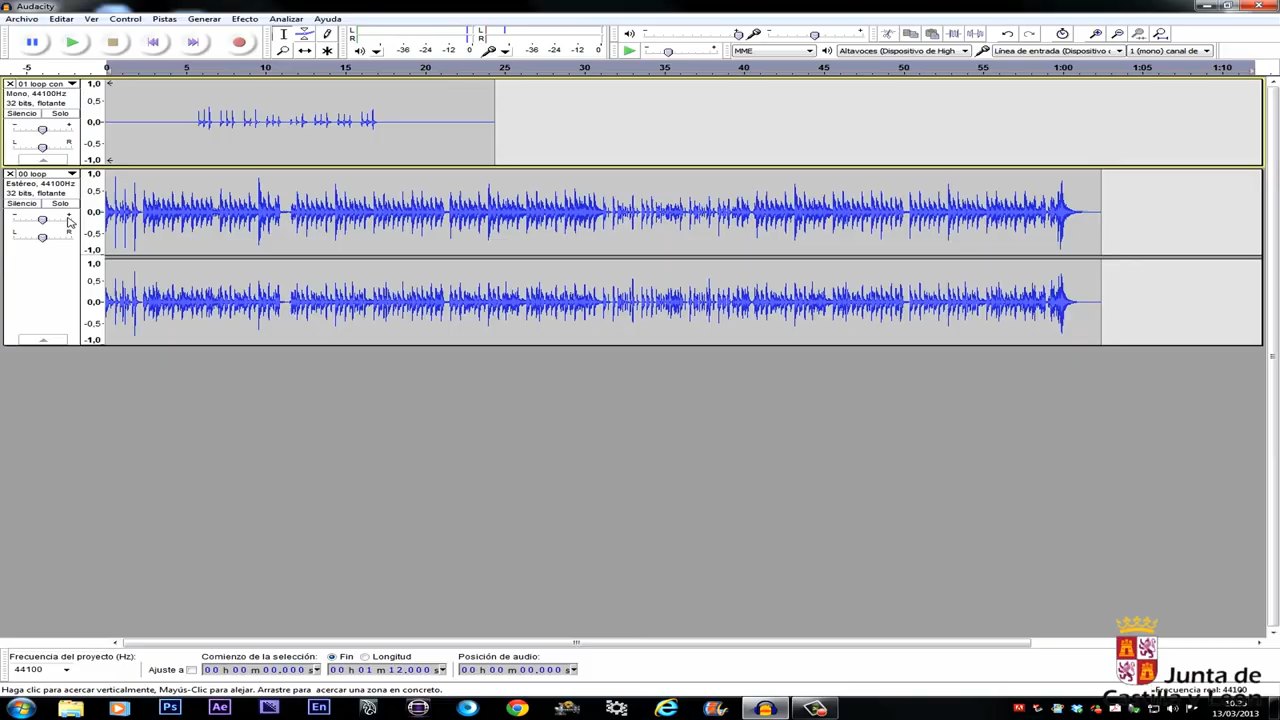 Audacity
Archivo Editar Ver Control Pistas Generar Efecto Analizar Ayuda
L
R
-36 -24 -12 0
L
R
-36 -24 -12 0
MME
Altavoces (Dispositivo de High
Línea de entrada (Dispositivo c
1 (mono) canal de
-5 0 5 10 15 20 25 30 35 40 45 50 55 1:00 1:05 1:10
01 loop con
Mono, 44100Hz
32 bits, flotante
Silencio Solo
- +
L R
1,0
0,5-
0,0-
-0,5-
-1,0
00 loop
Estéreo, 44100Hz
32 bits, flotante
Silencio Solo
- +
L R
1,0
0,5-
0,0-
-0,5-
-1,0
1,0
0,5-
0,0-
-0,5-
-1,0
Frecuencia del proyecto (Hz):
44100
Ajuste a
Comienzo de la selección:
00 h 00 m 00.000 s
Fin Longitud
00 h 01 m 12.000 s
Posición de audio:
00 h 00 m 00.000 s
Haga clic para acercar verticalmente, Mayús-Clic para alejar. Arrastre para acercar una zona en concreto.
Frecuencia real: 44100
Junta de
Castilla y León
Ps
Ae
En
13/03/2013